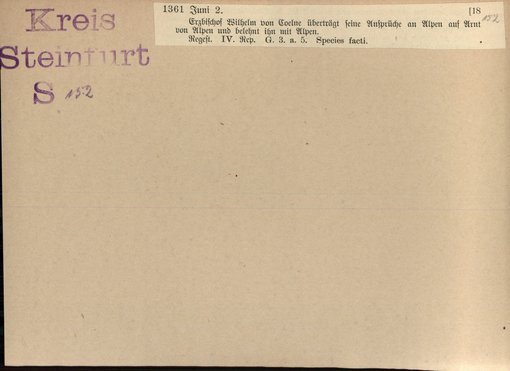 Kreis
Steinfurt
S 152
1361 Juni 2. [18
152
Erzbischof Wilhelm von Coelne überträgt seine Ansprüche an Alpen auf Arnt
von Alpen und belehnt ihn mit Alpen.
Regest. IV. Rep. G. 3. a. 5. Species facti.